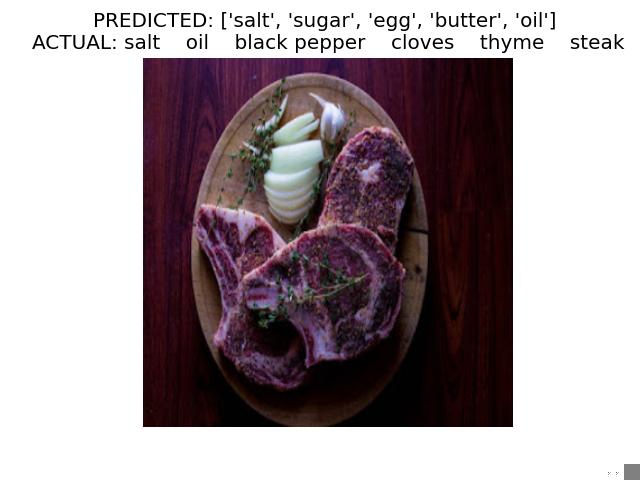 PREDICTED: ['salt', 'sugar', 'egg', 'butter', 'oil']
ACTUAL: salt oil black pepper cloves thyme steak